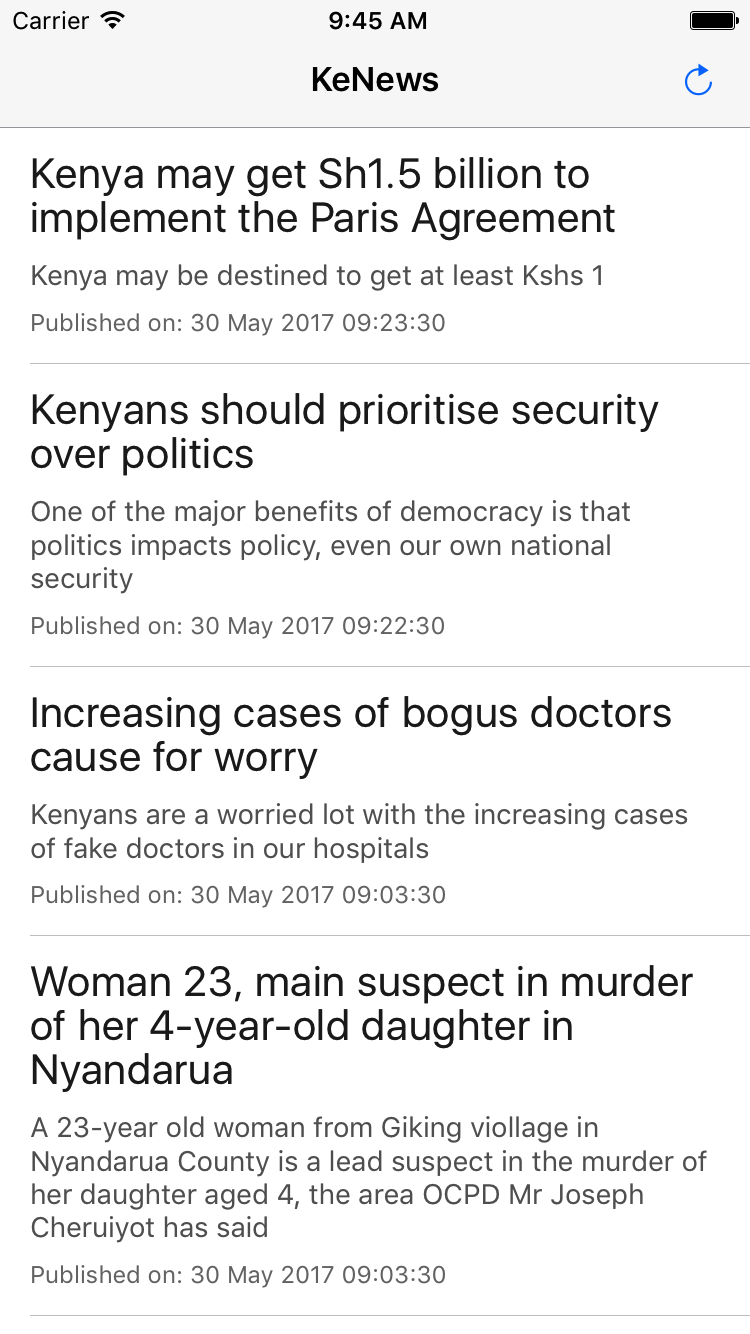 Carrier 9:45 AM
KeNews
Kenya may get Sh1.5 billion to
implement the Paris Agreement
Kenya may be destined to get at least Kshs 1
Published on: 30 May 2017 09:23:30
Kenyans should prioritise security
over politics
One of the major benefits of democracy is that
politics impacts policy, even our own national
security
Published on: 30 May 2017 09:22:30
Increasing cases of bogus doctors
cause for worry
Kenyans are a worried lot with the increasing cases
of fake doctors in our hospitals
Published on: 30 May 2017 09:03:30
Woman 23, main suspect in murder
of her 4-year-old daughter in
Nyandarua
A 23-year old woman from Giking viollage in
Nyandarua County is a lead suspect in the murder of
her daughter aged 4, the area OCPD Mr Joseph
Cheruiyot has said
Published on: 30 May 2017 09:03:30